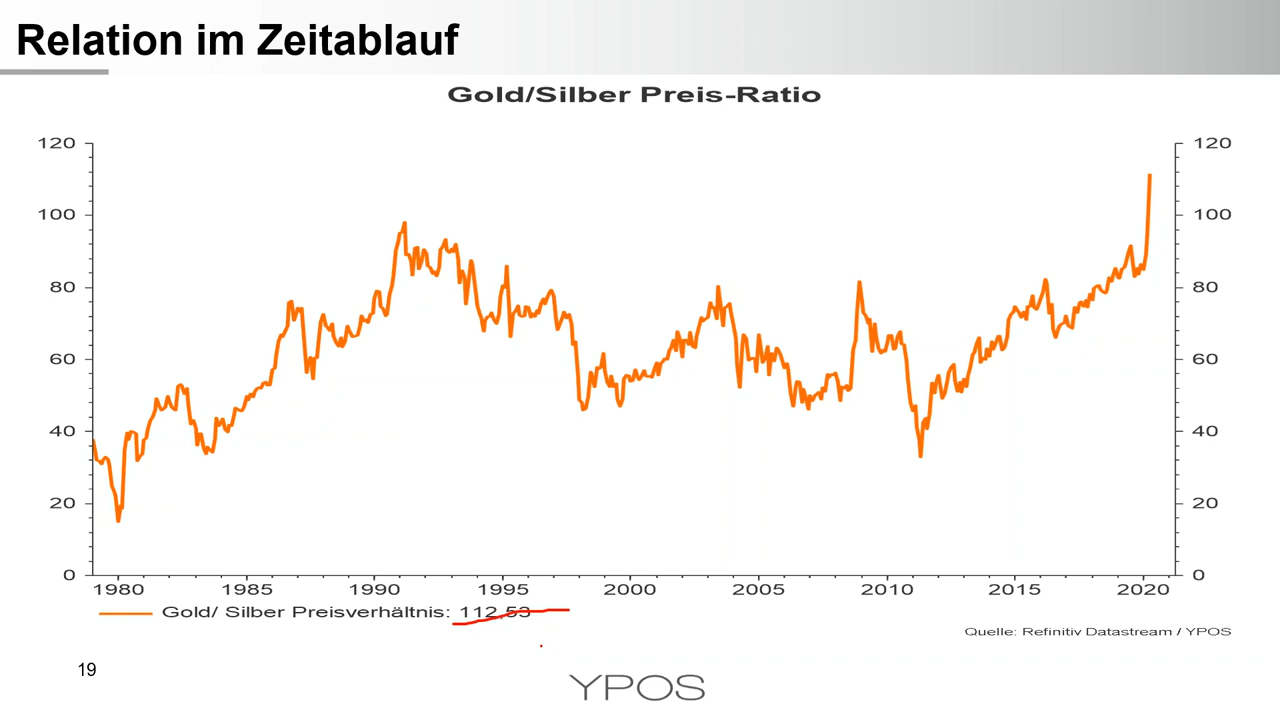 Relation im Zeitablauf
Gold/Silber Preis-Ratio
120 120
100 100
80 80
60 60
40 40
20 20
0 0
1980 1985 1990 1995 2000 2005 2010 2015 2020
Gold/ Silber Preisverhältnis: 112.53
Quelle: Refinitiv Datastream / YPOS
19
YPOS